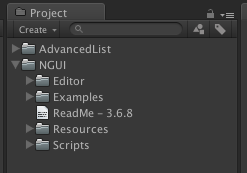 Project
Create
AdvancedList
NGUI
Editor
Examples
ReadMe - 3.6.8
Resources
Scripts